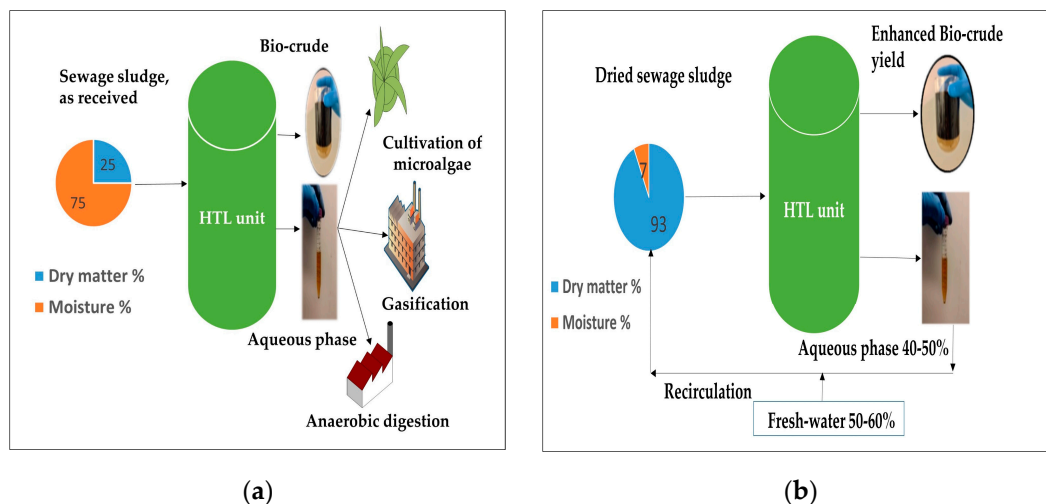 Sewage sludge,
as received
25
75
Dry matter %
Moisture %
HTL unit
Bio-crude
Aqueous phase
Cultivation of
microalgae
Gasification
Anaerobic digestion
(a)
Dried sewage sludge
7
93
Dry matter %
Moisture %
HTL unit
Enhanced Bio-crude
yield
Aqueous phase 40-50%
Recirculation
Fresh-water 50-60%
(b)